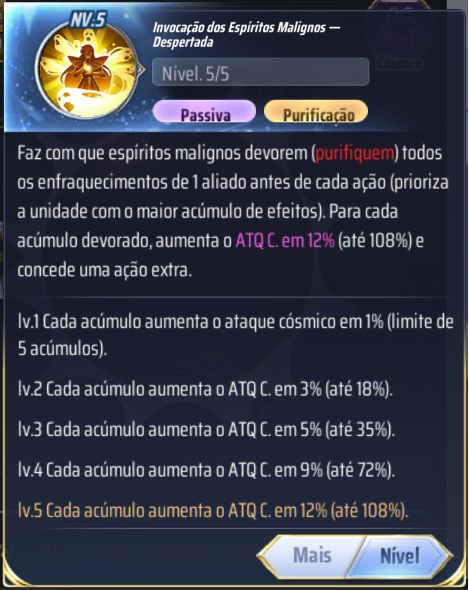 NV.5
Invocação dos Espíritos Malignos —
Despertada
Nível. 5/5
Cósmica
Passiva
Purificação
Faz com que espíritos malignos devorem (purifiquem) todos
os enfraquecimentos de 1 aliado antes de cada ação (prioriza
a unidade com o maior acúmulo de efeitos). Para cada
acúmulo devorado, aumenta o ATQ C. em 12% (até 108%) e
concede uma ação extra.
lv.1 Cada acúmulo aumenta o ataque cósmico em 1% (limite de
5 acúmulos).
lv.2 Cada acúmulo aumenta o ATQ C. em 3% (até 18%).
lv.3 Cada acúmulo aumenta o ATQ C. em 5% (até 35%).
lv.4 Cada acúmulo aumenta o ATQ C. em 9% (até 72%).
lv.5 Cada acúmulo aumenta o ATQ C. em 12% (até 108%).
Mais
Nível